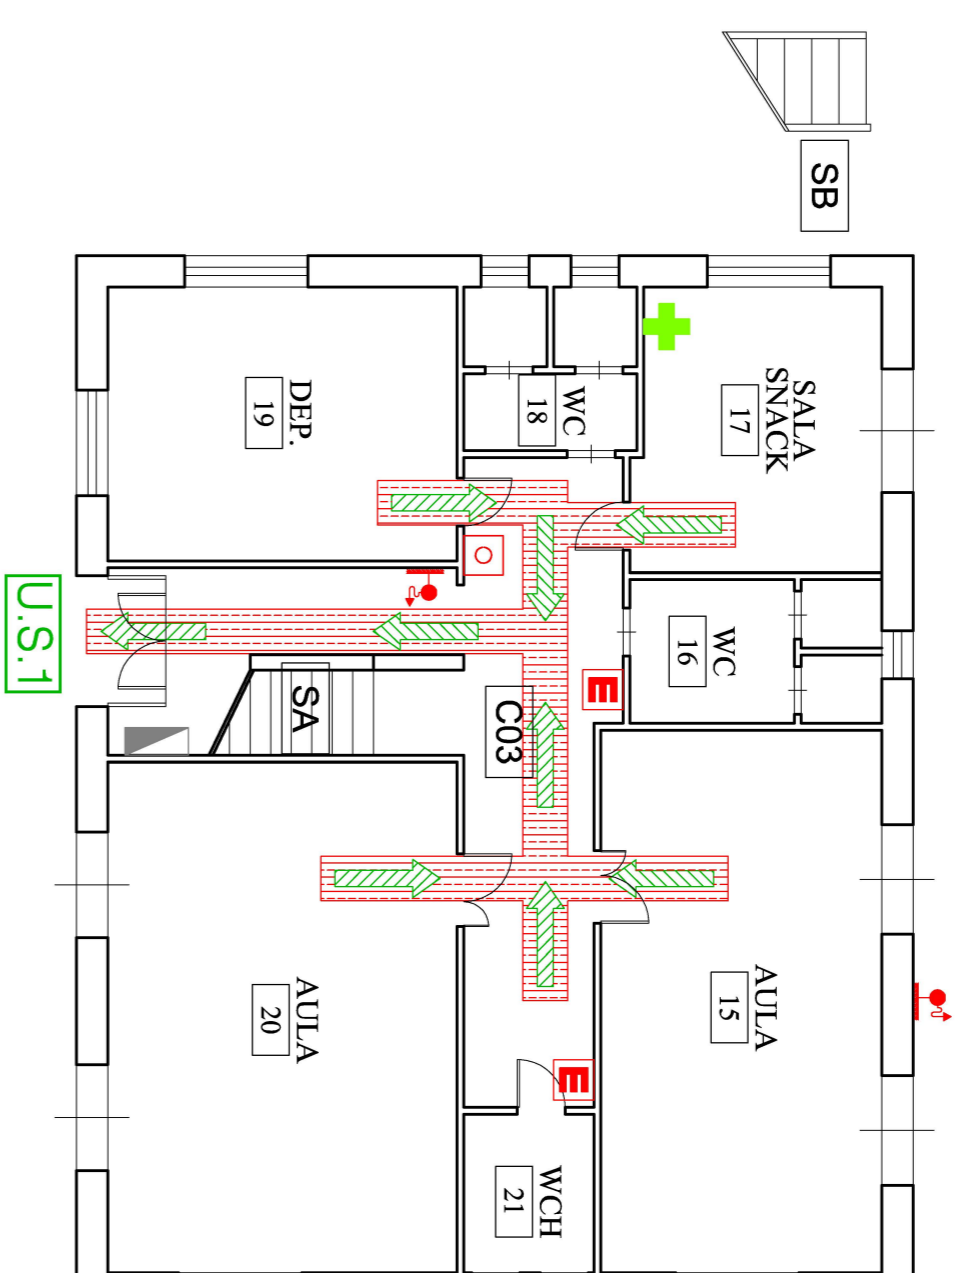 SB
SALA
SNACK
17
WC
18
DEP.
19
WC
16
E
U.S.1
SA
C03
AULA
15
AULA
20
E
WCH
21